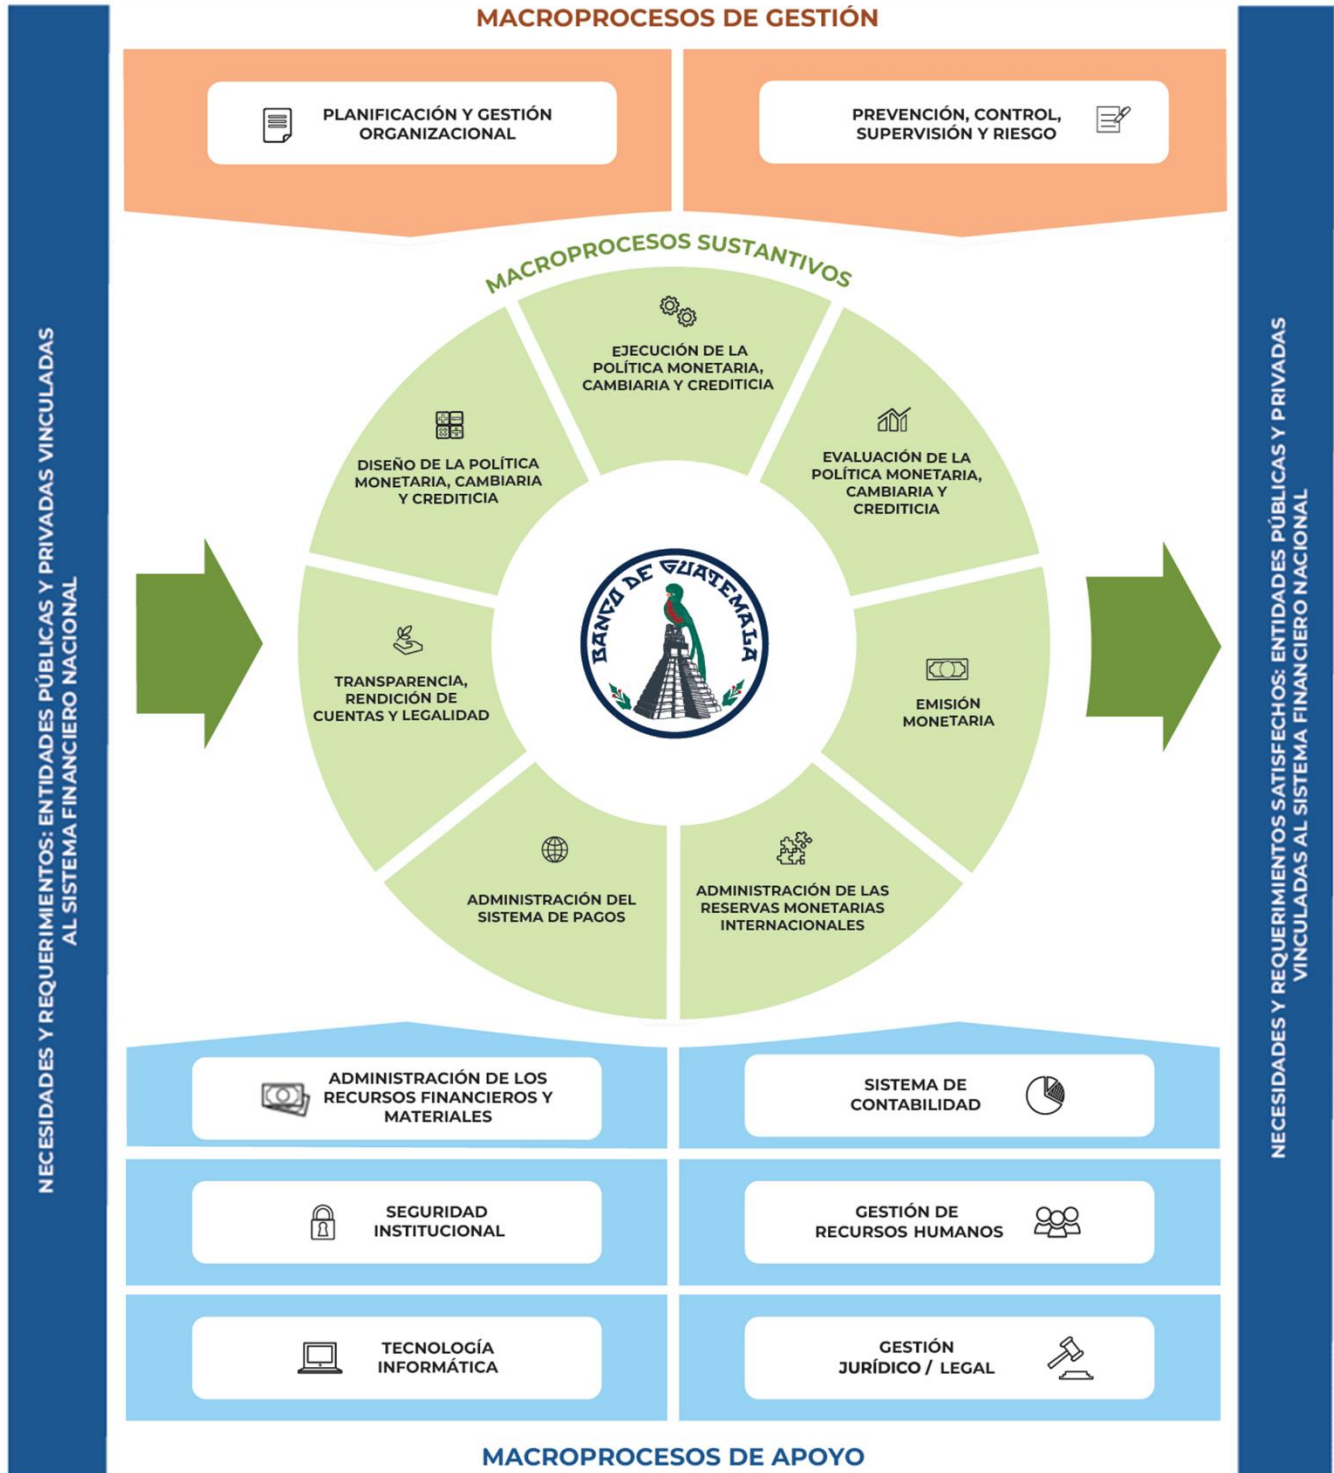 MACROPROCESOS DE GESTIÓN
PLANIFICACIÓN Y GESTIÓN
ORGANIZACIONAL
PREVENCIÓN, CONTROL,
SUPERVISIÓN Y RIESGO
NECESIDADES Y REQUERIMIENTOS: ENTIDADES PÚBLICAS Y PRIVADAS VINCULADAS
AL SISTEMA FINANCIERO NACIONAL
MACROPROCESOS SUSTANTIVOS
EJECUCIÓN DE LA
POLÍTICA MONETARIA,
CAMBIARIA Y CREDITICIA
DISEÑO DE LA POLÍTICA
MONETARIA, CAMBIARIA
Y CREDITICIA
EVALUACIÓN DE LA
POLÍTICA MONETARIA,
CAMBIARIA Y
CREDITICIA
BANCO DE GUATEMALA
TRANSPARENCIA,
RENDICIÓN DE
CUENTAS Y LEGALIDAD
EMISIÓN
MONETARIA
ADMINISTRACIÓN DEL
SISTEMA DE PAGOS
ADMINISTRACIÓN DE LAS
RESERVAS MONETARIAS
INTERNACIONALES
NECESIDADES Y REQUERIMIENTOS SATISFECHOS: ENTIDADES PÚBLICAS Y PRIVADAS
VINCULADAS AL SISTEMA FINANCIERO NACIONAL
ADMINISTRACIÓN DE LOS
RECURSOS FINANCIEROS Y
MATERIALES
SISTEMA DE
CONTABILIDAD
SEGURIDAD
INSTITUCIONAL
GESTIÓN DE
RECURSOS HUMANOS
TECNOLOGÍA
INFORMÁTICA
GESTIÓN
JURÍDICO / LEGAL
MACROPROCESOS DE APOYO